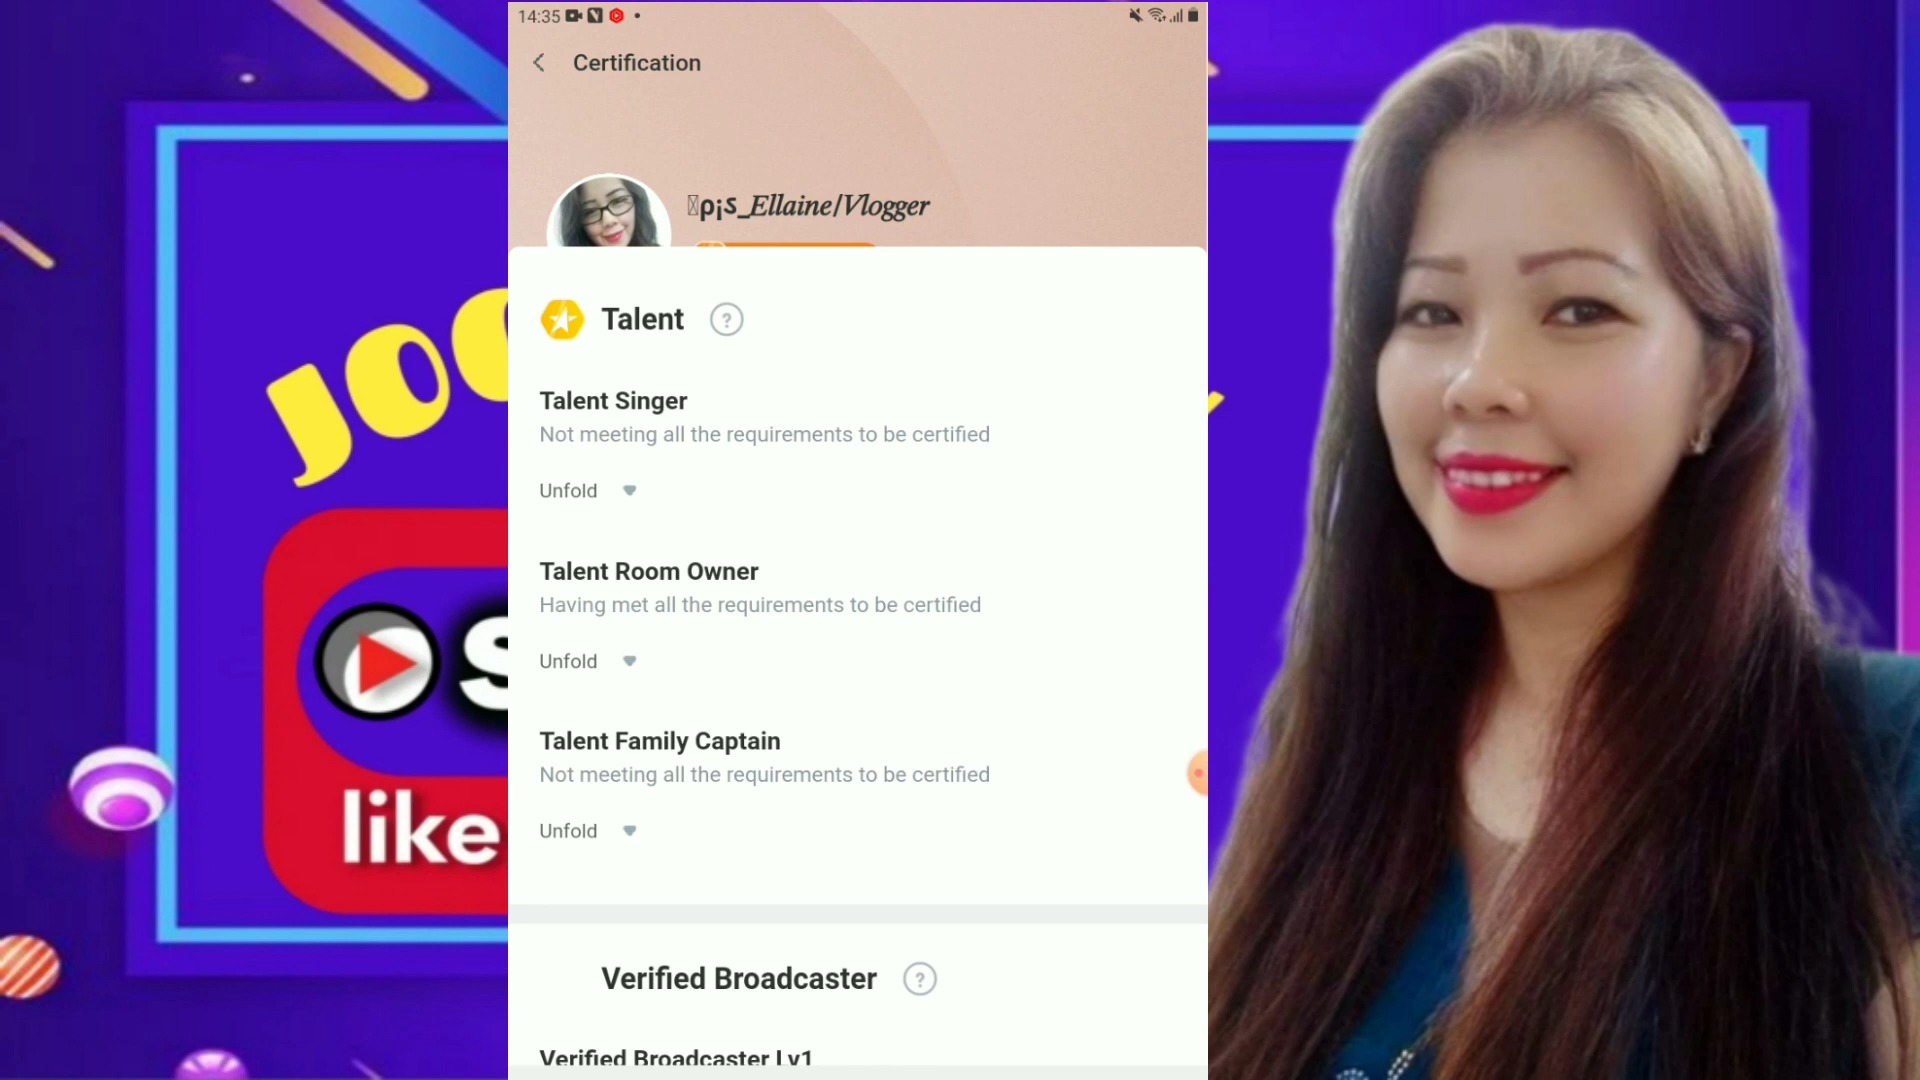 14:35
Certification
ρ¡s_Ellaine/Vlogger
Talent
?
Talent Singer
Not meeting all the requirements to be certified
Unfold
Talent Room Owner
Having met all the requirements to be certified
Unfold
Talent Family Captain
Not meeting all the requirements to be certified
Unfold
Verified Broadcaster
?
Verified Broadcaster Lv1
JOO
S
like